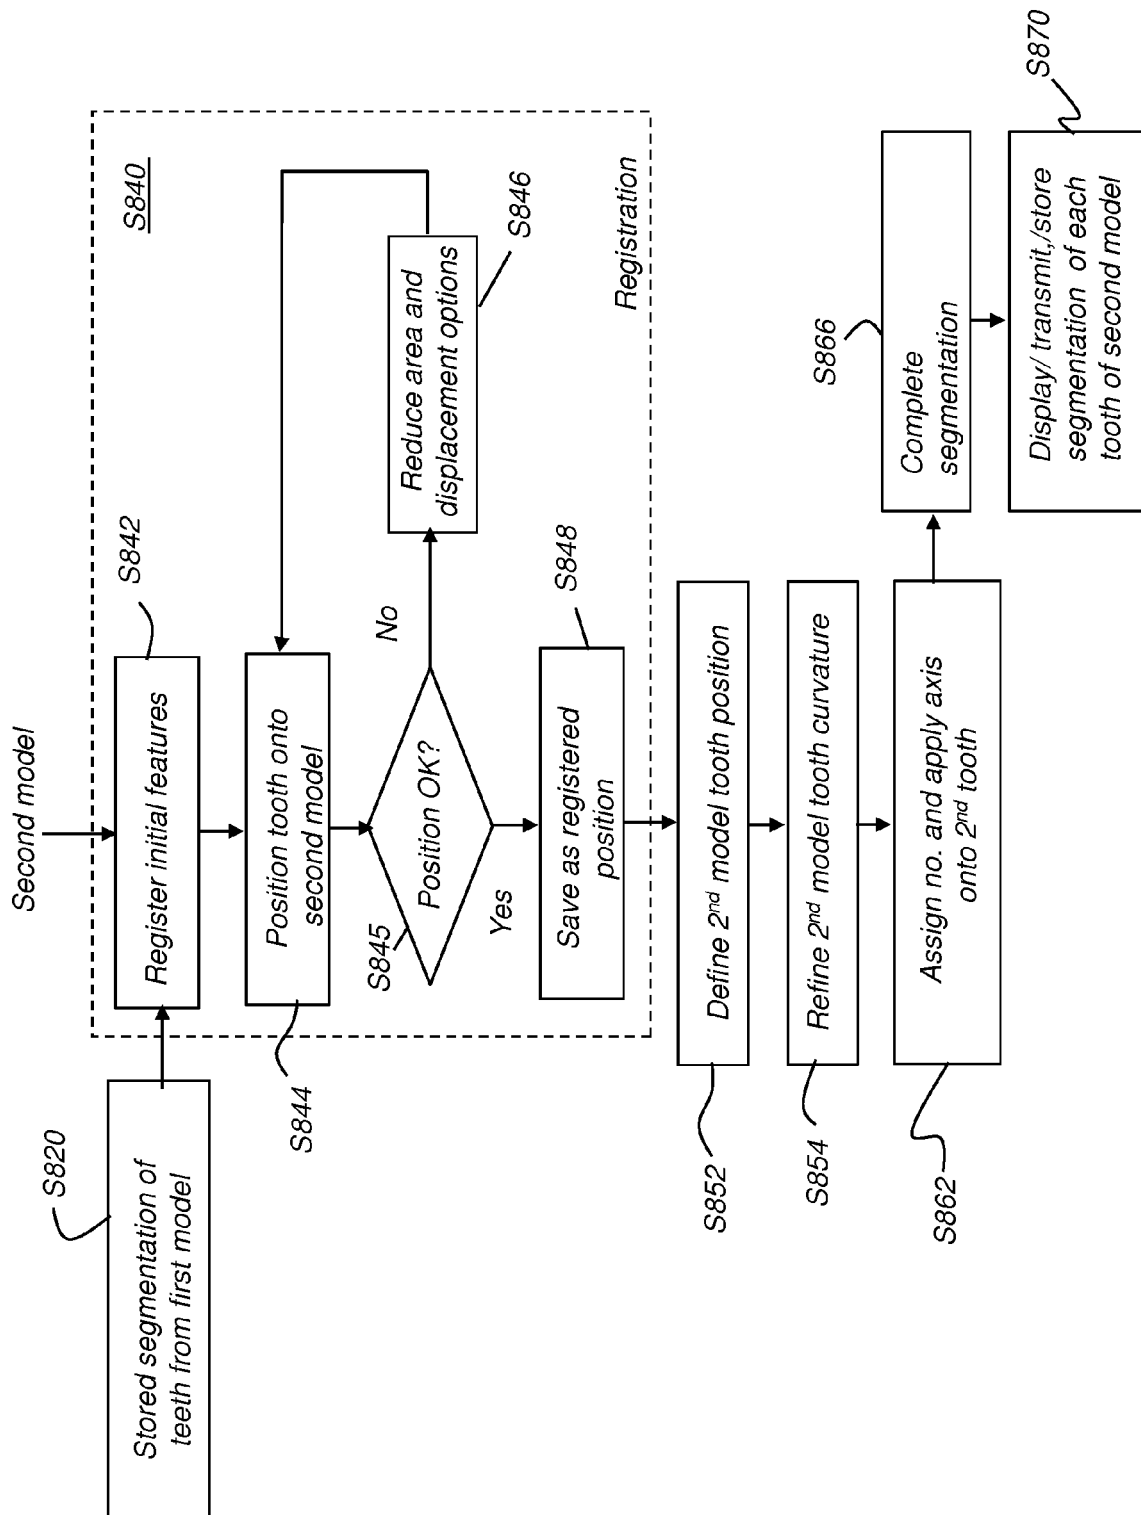 Second model
S820
Stored segmentation of
teeth from first model
S840
S842
Register initial features
S844
Position tooth onto
second model
S845
Position OK?
No
Yes
Reduce area and
displacement options
S846
Save as registered
position
S848
Registration
S852
Define 2nd model tooth position
S854
Refine 2nd model tooth curvature
S862
Assign no. and apply axis
onto 2nd tooth
S866
Complete
segmentation
S870
Display/ transmit,/store
segmentation of each
tooth of second model